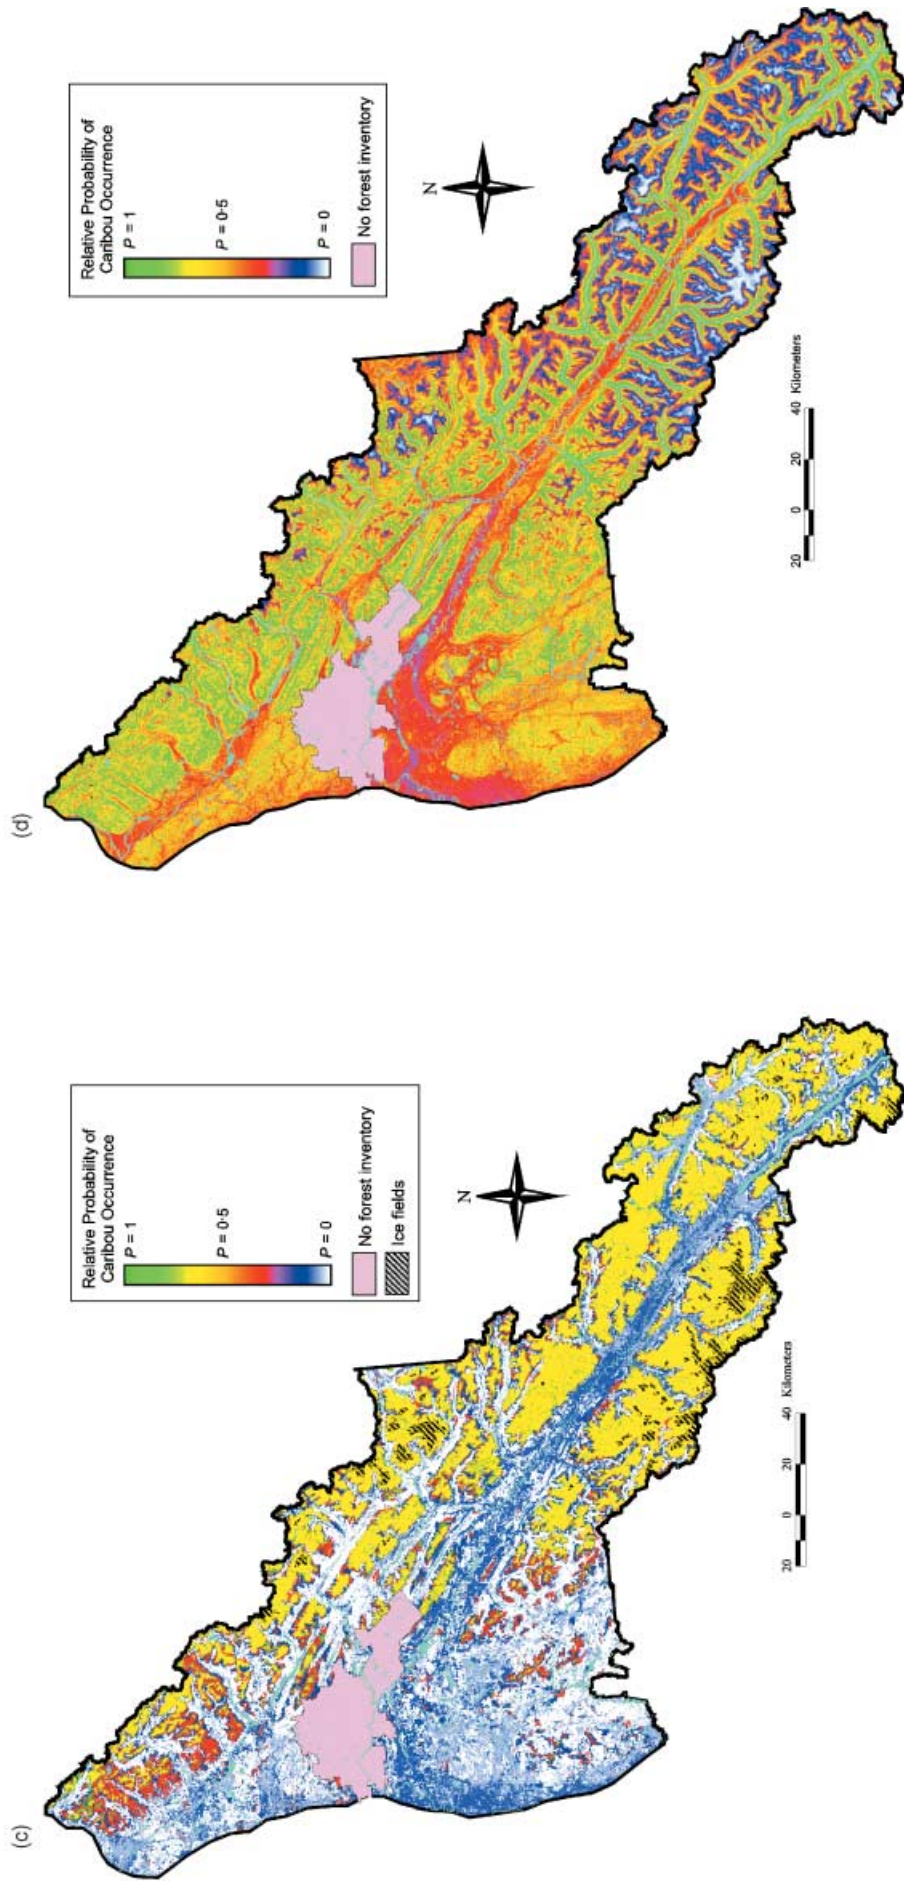 (d)
Relative Probability of
Caribou Occurrence
P = 1
P = 0·5
P = 0
No forest inventory
N
20 0 20 40 Kilometers
(c)
Relative Probability of
Caribou Occurrence
P = 1
P = 0·5
P = 0
No forest inventory
Ice fields
N
20 0 20 40 Kilometers